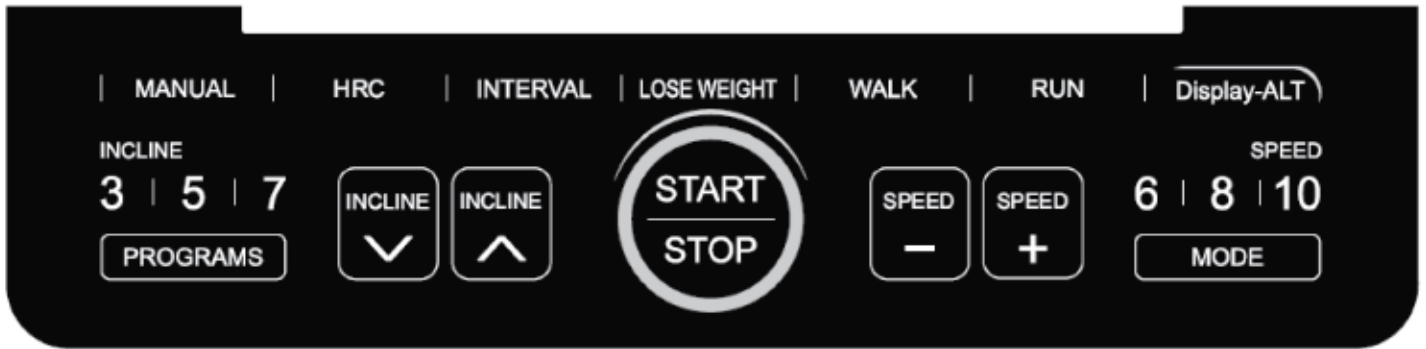 MANUAL | HRC | INTERVAL | LOSE WEIGHT | WALK | RUN | Display-ALT
INCLINE
3 | 5 | 7
PROGRAMS
INCLINE
INCLINE
START
STOP
SPEED
−
SPEED
+
SPEED
6 | 8 | 10
MODE